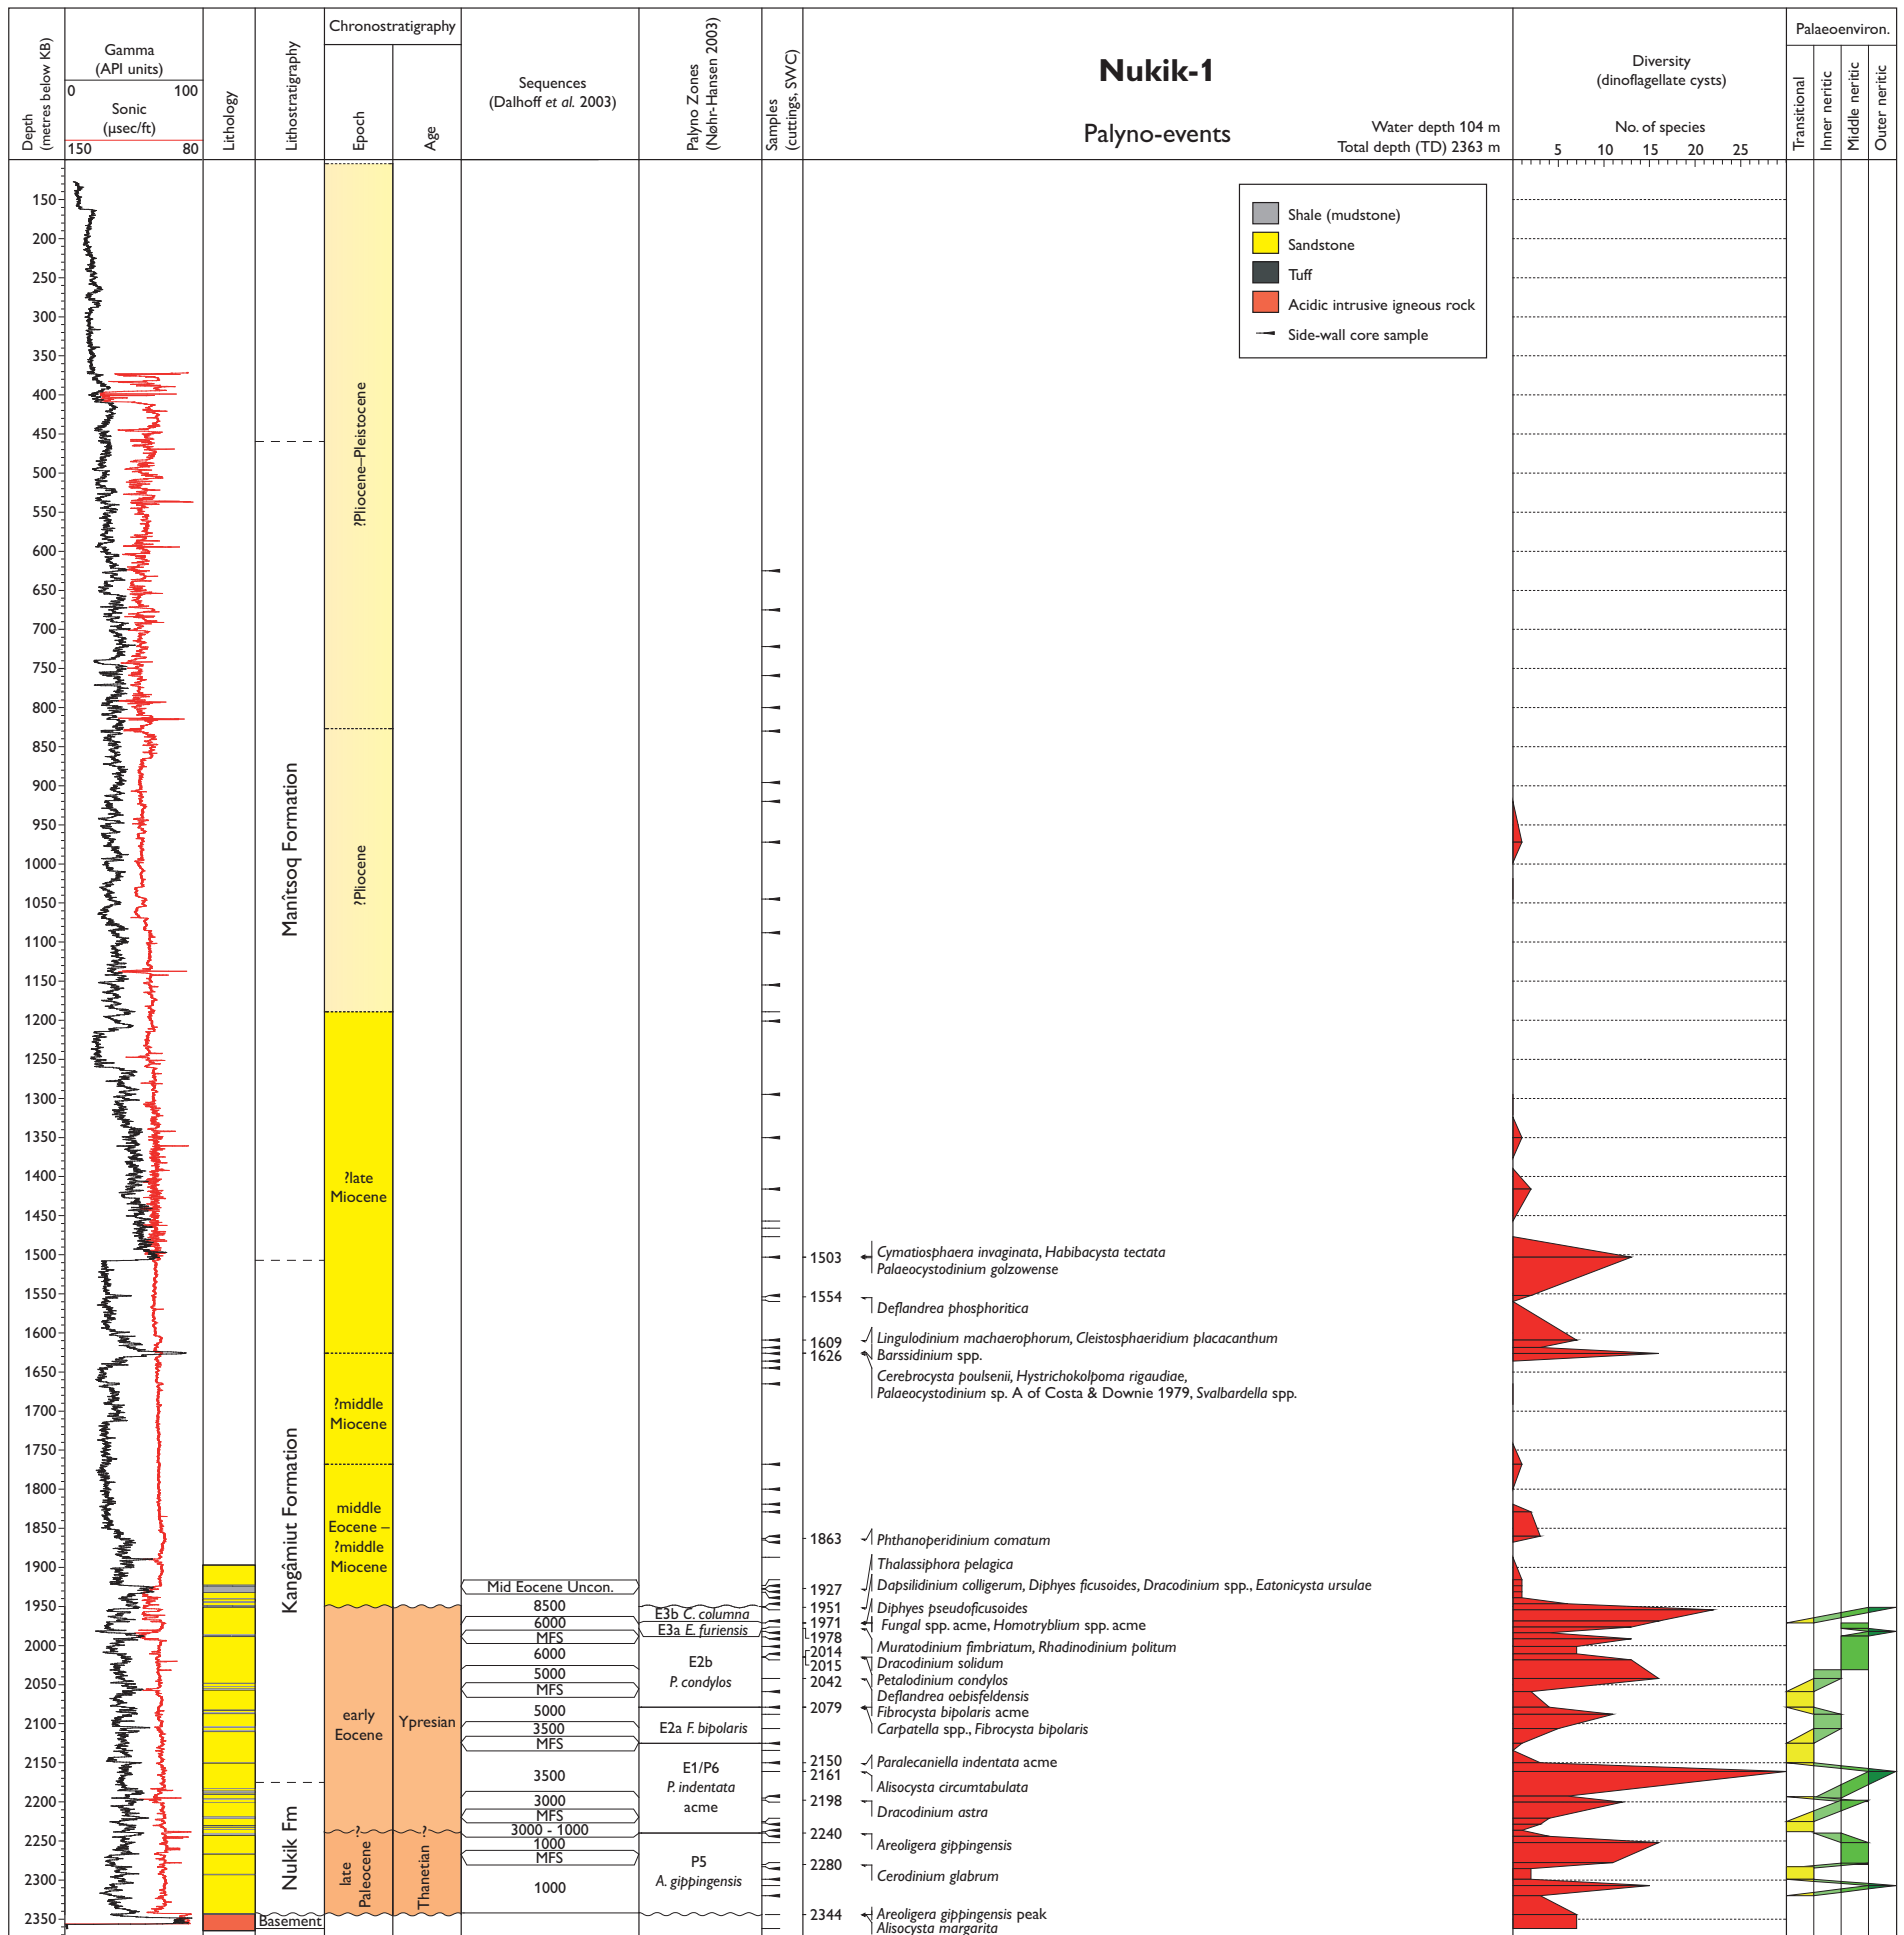 Depth
(metres below KB)
Gamma
(API units)
0 100
Sonic
(µsec/ft)
150 80
Lithology
Lithostratigraphy
Chronostratigraphy
Epoch
Age
Sequences
(Dalhoff et al. 2003)
Palyno Zones
(Nøhr-Hansen 2003)
Samples
(cuttings, SWC)
Nukik-1
Palyno-events
Water depth 104 m
Total depth (TD) 2363 m
Diversity
(dinoflagellate cysts)
No. of species
5 10 15 20 25
Palaeoenviron.
Transitional
Inner neritic
Middle neritic
Outer neritic
Shale (mudstone)
Sandstone
Tuff
Acidic intrusive igneous rock
Side-wall core sample
150
200
250
300
350
400
450
500
550
600
650
700
750
800
850
900
950
1000
1050
1100
1150
1200
1250
1300
1350
1400
1450
1500
1550
1600
1650
1700
1750
1800
1850
1900
1950
2000
2050
2100
2150
2200
2250
2300
2350
Manîtsoq Formation
Kangâmiut Formation
Nukik Fm
Basement
?Pliocene–Pleistocene
?Pliocene
?late
Miocene
?middle
Miocene
middle
Eocene –
?middle
Miocene
early
Eocene
?
late
Paleocene
Ypresian
?
Thanetian
Mid Eocene Uncon.
8500
6000
MFS
6000
5000
MFS
5000
3500
MFS
3500
3000
MFS
3000 - 1000
1000
MFS
1000
E3b C. columna
E3a E. furiensis
E2b
P. condylos
E2a F. bipolaris
E1/P6
P. indentata
acme
P5
A. gippingensis
1503
1554
1609
1626
1863
1927
1951
1971
1978
2014
2015
2042
2079
2150
2161
2198
2240
2280
2344
Cymatiosphaera invaginata, Habibacysta tectata
Palaeocystodinium golzowense
Deflandrea phosphoritica
Lingulodinium machaerophorum, Cleistosphaeridium placacanthum
Barssidinium spp.
Cerebrocysta poulsenii, Hystrichokolpoma rigaudiae,
Palaeocystodinium sp. A of Costa & Downie 1979, Svalbardella spp.
Phthanoperidinium comatum
Thalassiphora pelagica
Dapsilidinium colligerum, Diphyes ficusoides, Dracodinium spp., Eatonicysta ursulae
Diphyes pseudoficusoides
Fungal spp. acme, Homotryblium spp. acme
Muratodinium fimbriatum, Rhadinodinium politum
Dracodinium solidum
Petalodinium condylos
Deflandrea oebisfeldensis
Fibrocysta bipolaris acme
Carpatella spp., Fibrocysta bipolaris
Paralecaniella indentata acme
Alisocysta circumtabulata
Dracodinium astra
Areoligera gippingensis
Cerodinium glabrum
Areoligera gippingensis peak
Alisocysta margarita